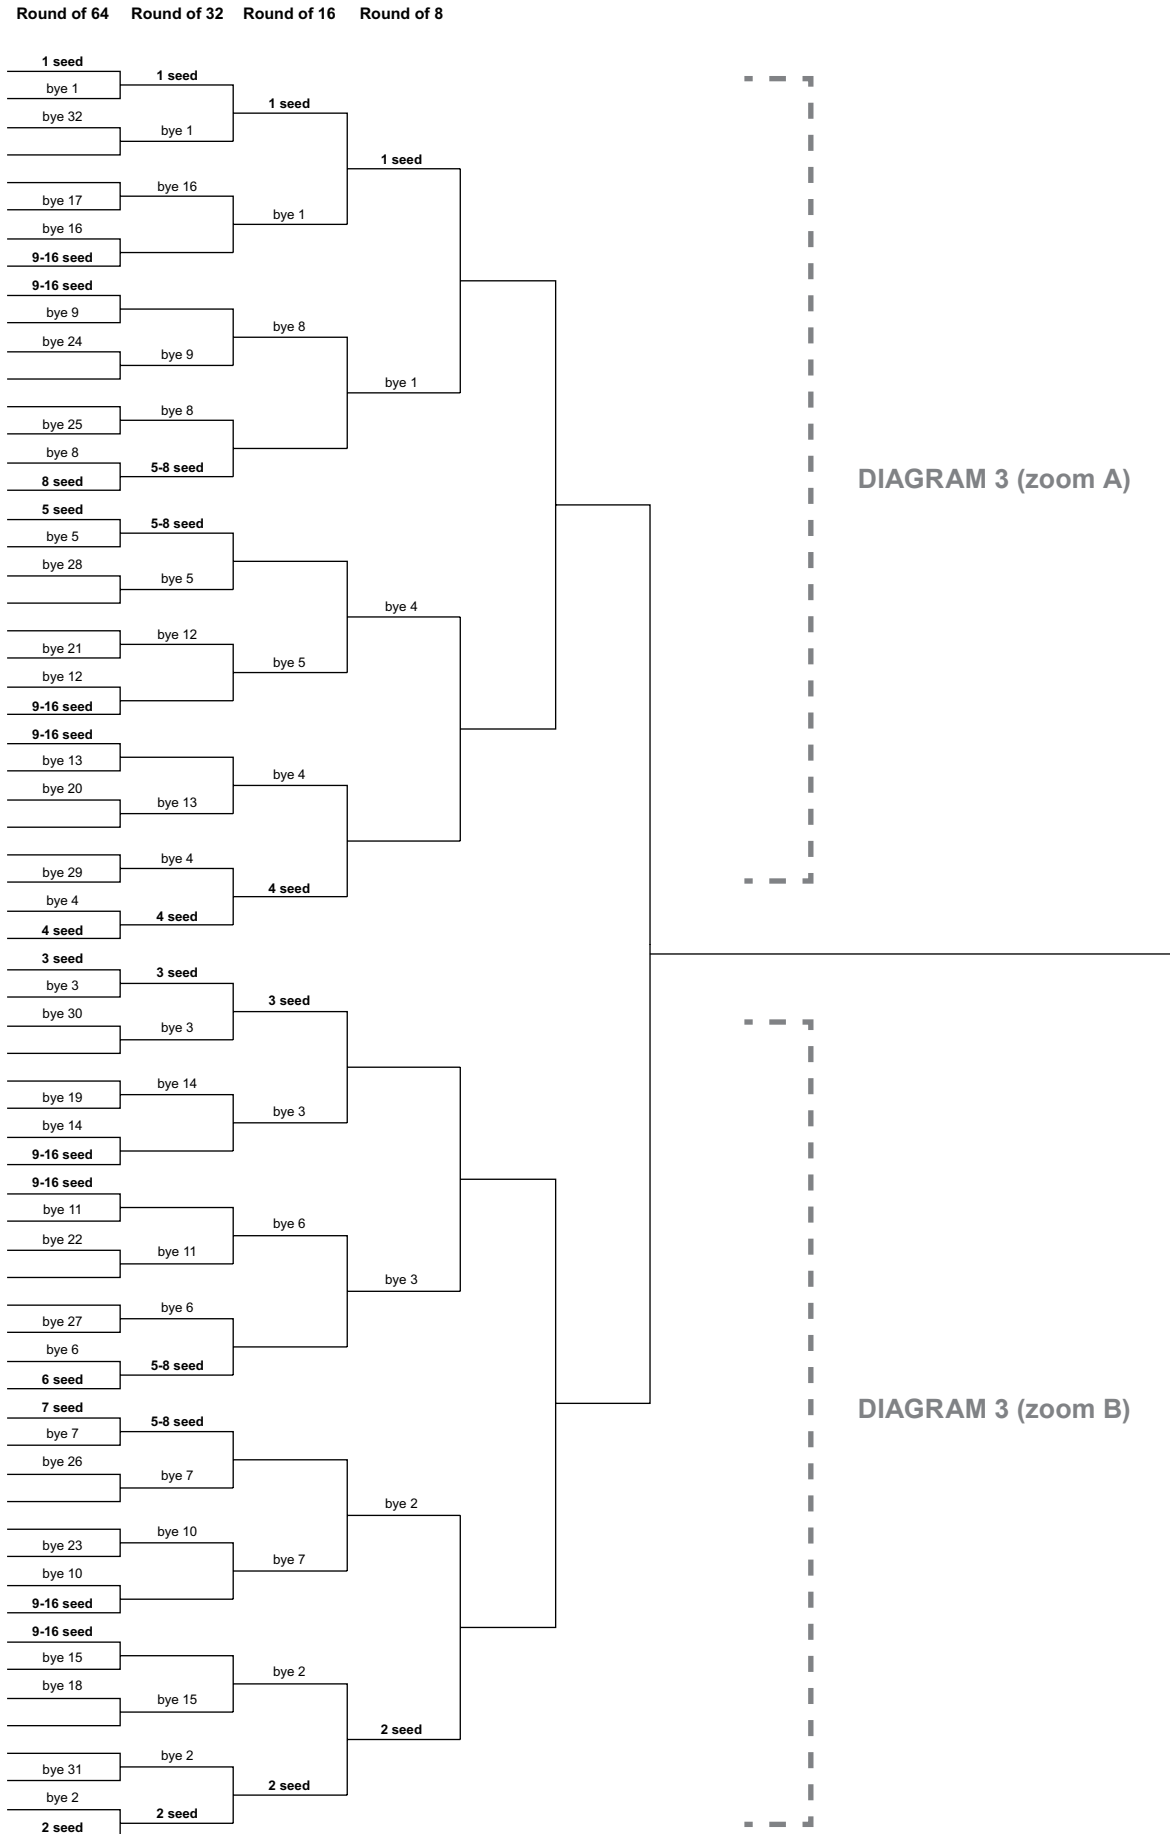 Round of 64 Round of 32 Round of 16 Round of 8
1 seed
1 seed
bye 1
1 seed
bye 32
bye 1
1 seed
bye 16
bye 17
bye 1
bye 16
9-16 seed
9-16 seed
bye 9
bye 8
bye 24
bye 9
bye 1
bye 8
bye 25
bye 8
5-8 seed
8 seed
DIAGRAM 3 (zoom A)
5 seed
5-8 seed
bye 5
bye 28
bye 5
bye 4
bye 12
bye 21
bye 5
bye 12
9-16 seed
9-16 seed
bye 13
bye 4
bye 20
bye 13
bye 4
bye 29
4 seed
bye 4
4 seed
4 seed
3 seed
3 seed
bye 3
3 seed
bye 30
bye 3
bye 14
bye 19
bye 3
bye 14
9-16 seed
9-16 seed
bye 11
bye 6
bye 22
bye 11
bye 3
bye 6
bye 27
bye 6
5-8 seed
6 seed
7 seed
DIAGRAM 3 (zoom B)
5-8 seed
bye 7
bye 26
bye 7
bye 2
bye 10
bye 23
bye 7
bye 10
9-16 seed
9-16 seed
bye 15
bye 2
bye 18
bye 15
2 seed
bye 2
bye 31
2 seed
bye 2
2 seed
2 seed